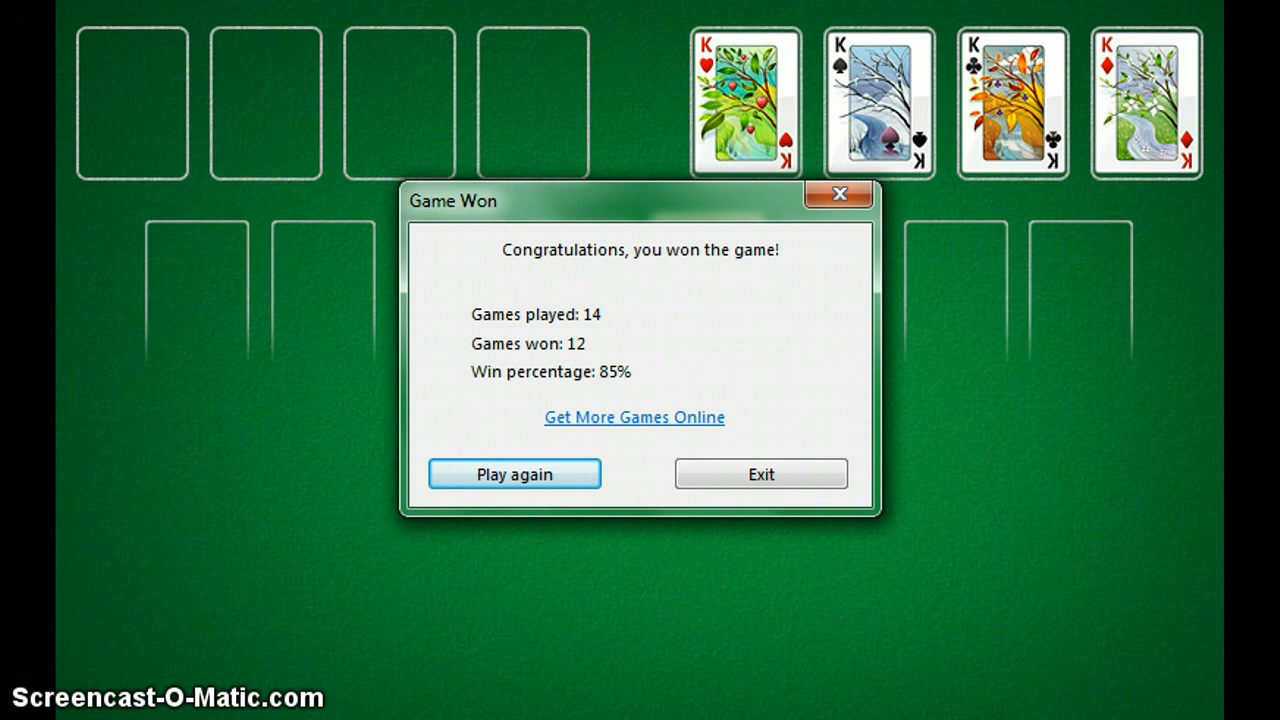 K K K K
K K K K
Game Won
Congratulations, you won the game!
Games played: 14
Games won: 12
Win percentage: 85%
Get More Games Online
Play again Exit
Screencast-O-Matic.com